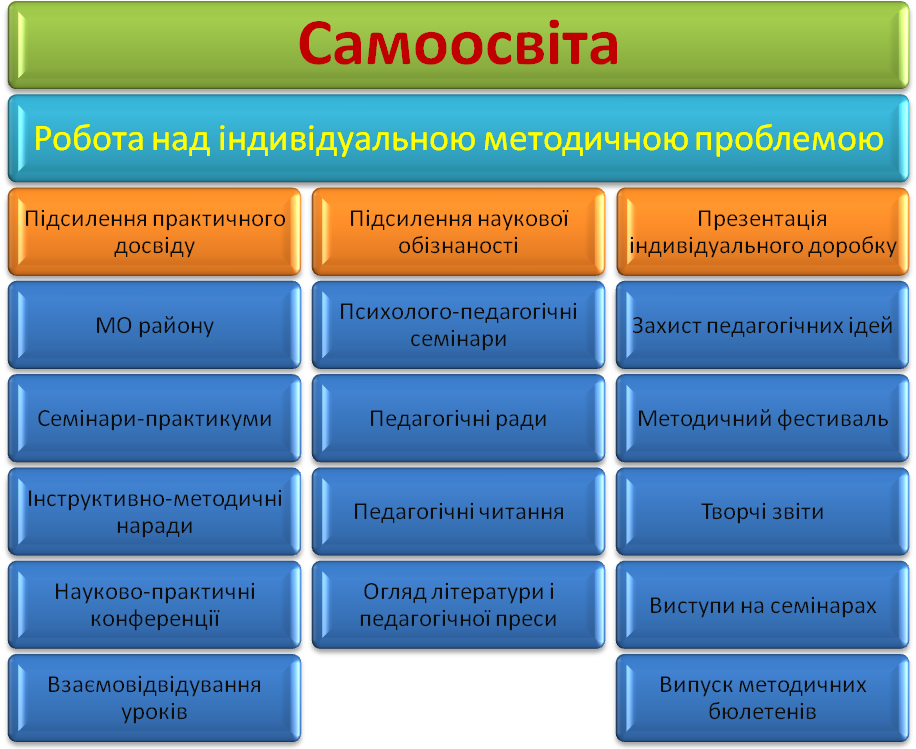 Самоосвіта
Робота над індивідуальною методичною проблемою
Підсилення практичного
досвіду
МО району
Семінари-практикуми
Інструктивно-методичні
наради
Науково-практичні
конференції
Взаємовідвідування
уроків
Підсилення наукової
обізнаності
Психолого-педагогічні
семінари
Педагогічні ради
Педагогічні читання
Огляд літератури і
педагогічної преси
Презентація
індивідуального доробку
Захист педагогічних ідей
Методичний фестиваль
Творчі звіти
Виступи на семінарах
Випуск методичних
бюлетенів